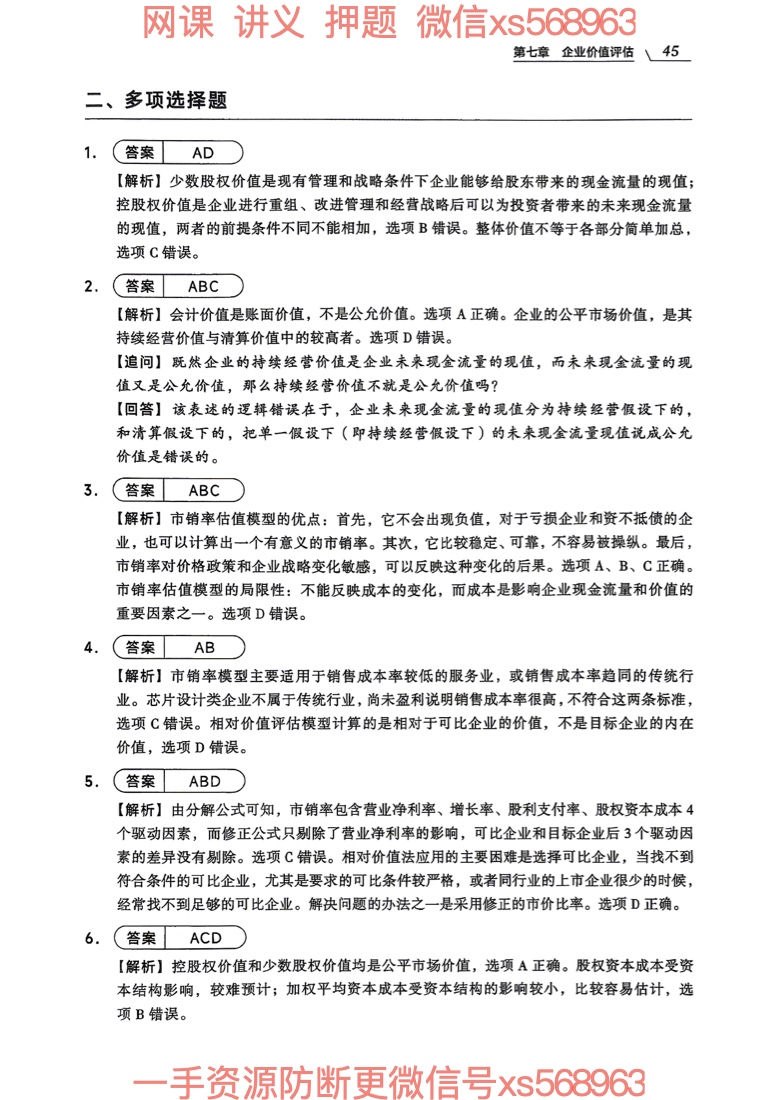 网课 讲义 押题 微信xs568963
第七章 企业价值评估 45
二、多项选择题
1. 答案 AD
【解析】少数股权价值是现有管理和战略条件下企业能够给股东带来的现金流量的现值；
控股权价值是企业进行重组、改进管理和经营战略后可以为投资者带来的未来现金流量
的现值，两者的前提条件不同不能相加，选项 B 错误。整体价值不等于各部分简单加总，
选项 C 错误。
2. 答案 ABC
【解析】会计价值是账面价值，不是公允价值。选项 A 正确。企业的公平市场价值，是其
持续经营价值与清算价值中的较高者。选项 D 错误。
【追问】既然企业的持续经营价值是企业未来现金流量的现值，而未来现金流量的现
值又是公允价值，那么持续经营价值不就是公允价值吗？
【回答】该表述的逻辑错误在于，企业未来现金流量的现值分为持续经营假设下的，
和清算假设下的，把单一假设下（即持续经营假设下）的未来现金流量现值说成公允
价值是错误的。
3. 答案 ABC
【解析】市销率估值模型的优点：首先，它不会出现负值，对于亏损企业和资不抵债的企
业，也可以计算出一个有意义的市销率。其次，它比较稳定、可靠，不容易被操纵。最后，
市销率对价格政策和企业战略变化敏感，可以反映这种变化的后果。选项 A、B、C 正确。
市销率估值模型的局限性：不能反映成本的变化，而成本是影响企业现金流量和价值的
重要因素之一。选项 D 错误。
4. 答案 AB
【解析】市销率模型主要适用于销售成本率较低的服务业，或销售成本率趋同的传统行
业。芯片设计类企业不属于传统行业，尚未盈利说明销售成本率很高，不符合这两条标准，
选项 C 错误。相对价值评估模型计算的是相对于可比企业的价值，不是目标企业的内在
价值，选项 D 错误。
5. 答案 ABD
【解析】由分解公式可知，市销率包含营业净利率、增长率、股利支付率、股权资本成本 4
个驱动因素，而修正公式只剔除了营业净利率的影响，可比企业和目标企业后 3 个驱动因
素的差异没有剔除。选项 C 错误。相对价值法应用的主要困难是选择可比企业，当找不到
符合条件的可比企业，尤其是要求的可比条件较严格，或者同行业的上市企业很少的时候，
经常找不到足够的可比企业。解决问题的办法之一是采用修正的市价比率。选项 D 正确。
6. 答案 ACD
【解析】控股权价值和少数股权价值均是公平市场价值，选项 A 正确。股权资本成本受资
本结构影响，较难预计；加权平均资本成本受资本结构的影响较小，比较容易估计，选
项 B 错误。
一手资源防断更微信号xs568963